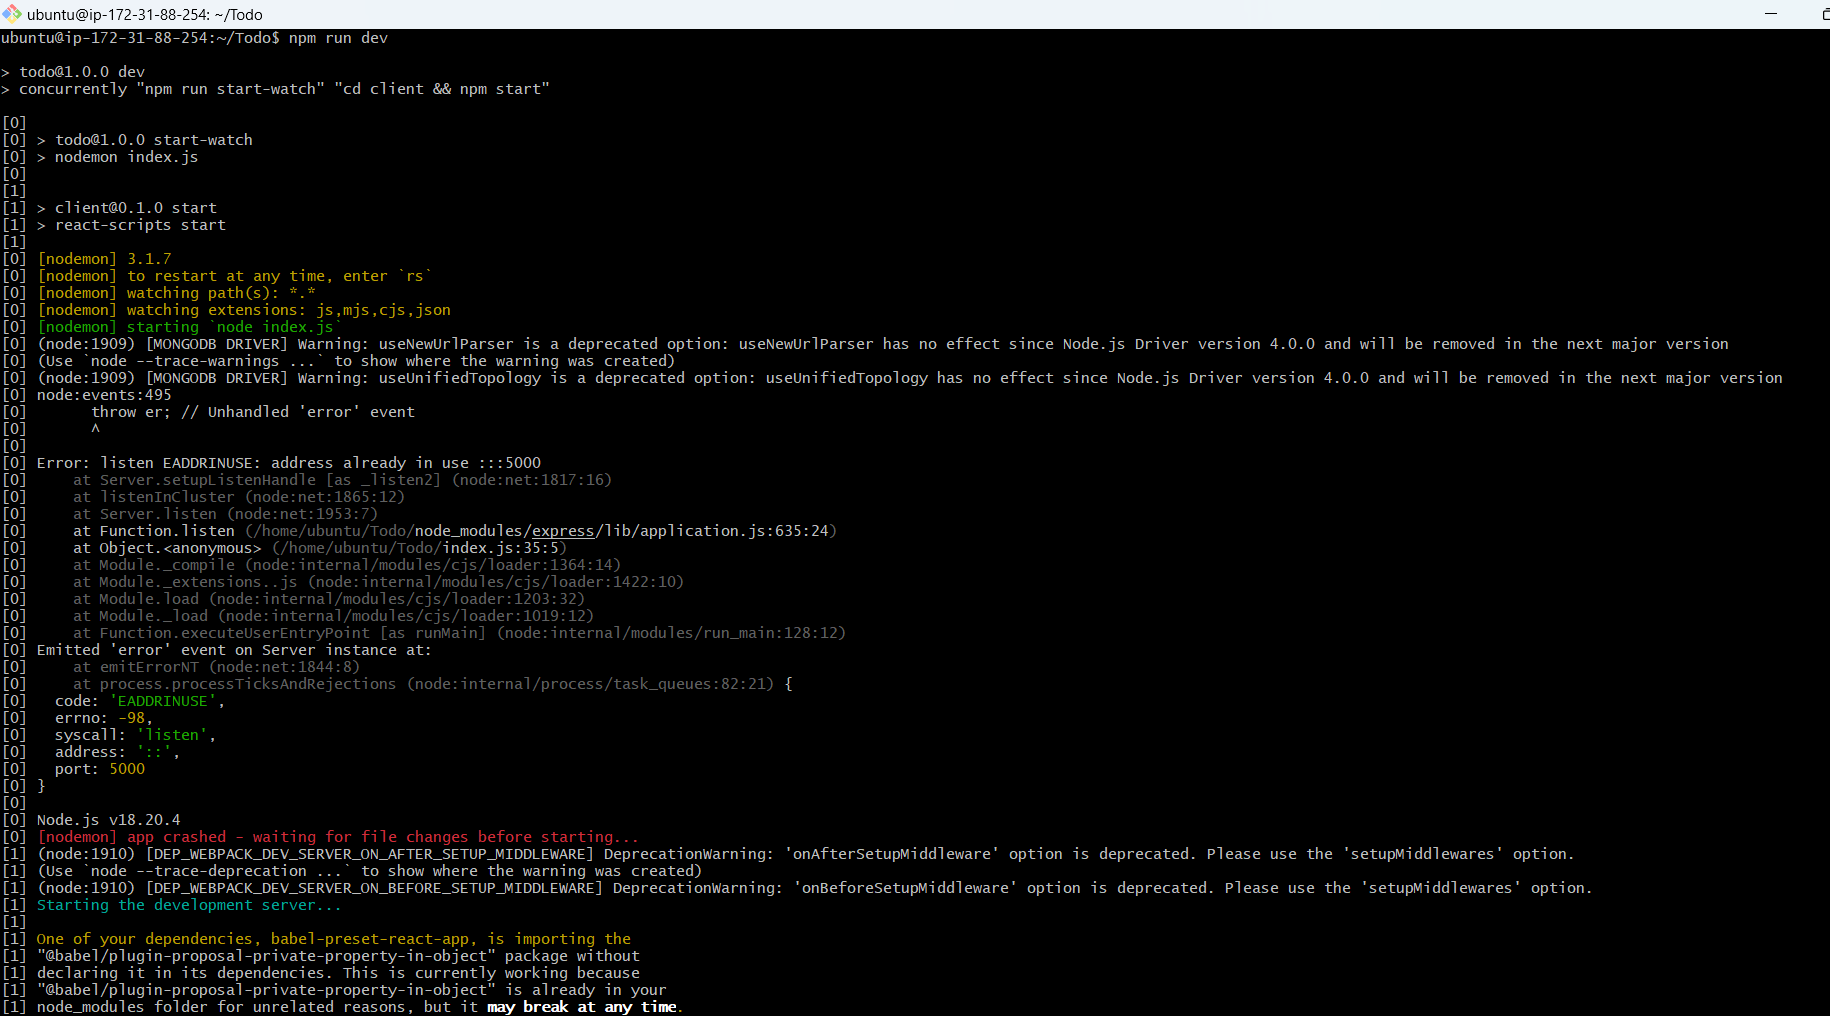 ubuntu@ip-172-31-88-254: ~/Todo
ubuntu@ip-172-31-88-254:~/Todo$ npm run dev
> todo@1.0.0 dev
> concurrently "npm run start-watch" "cd client && npm start"
[0]
[0] > todo@1.0.0 start-watch
[0] > nodemon index.js
[0]
[1]
[1] > client@0.1.0 start
[1] > react-scripts start
[1]
[0] [nodemon] 3.1.7
[0] [nodemon] to restart at any time, enter `rs`
[0] [nodemon] watching path(s): *.*
[0] [nodemon] watching extensions: js,mjs,cjs,json
[0] [nodemon] starting `node index.js`
[0] (node:1909) [MONGODB DRIVER] Warning: useNewUrlParser is a deprecated option: useNewUrlParser has no effect since Node.js Driver version 4.0.0 and will be removed in the next major version
[0] (Use `node --trace-warnings ...` to show where the warning was created)
[0] (node:1909) [MONGODB DRIVER] Warning: useUnifiedTopology is a deprecated option: useUnifiedTopology has no effect since Node.js Driver version 4.0.0 and will be removed in the next major version
[0] node:events:495
[0]       throw er; // Unhandled 'error' event
[0]       ^
[0]
[0] Error: listen EADDRINUSE: address already in use :::5000
[0]     at Server.setupListenHandle [as _listen2] (node:net:1817:16)
[0]     at listenInCluster (node:net:1865:12)
[0]     at Server.listen (node:net:1953:7)
[0]     at Function.listen (/home/ubuntu/Todo/node_modules/express/lib/application.js:635:24)
[0]     at Object.<anonymous> (/home/ubuntu/Todo/index.js:35:5)
[0]     at Module._compile (node:internal/modules/cjs/loader:1364:14)
[0]     at Module._extensions..js (node:internal/modules/cjs/loader:1422:10)
[0]     at Module.load (node:internal/modules/cjs/loader:1203:32)
[0]     at Module._load (node:internal/modules/cjs/loader:1019:12)
[0]     at Function.executeUserEntryPoint [as runMain] (node:internal/modules/run_main:128:12)
[0] Emitted 'error' event on Server instance at:
[0]     at emitErrorNT (node:net:1844:8)
[0]     at process.processTicksAndRejections (node:internal/process/task_queues:82:21) {
[0]   code: 'EADDRINUSE',
[0]   errno: -98,
[0]   syscall: 'listen',
[0]   address: '::',
[0]   port: 5000
[0] }
[0]
[0] Node.js v18.20.4
[0] [nodemon] app crashed - waiting for file changes before starting...
[1] (node:1910) [DEP_WEBPACK_DEV_SERVER_ON_AFTER_SETUP_MIDDLEWARE] DeprecationWarning: 'onAfterSetupMiddleware' option is deprecated. Please use the 'setupMiddlewares' option.
[1] (Use `node --trace-deprecation ...` to show where the warning was created)
[1] (node:1910) [DEP_WEBPACK_DEV_SERVER_ON_BEFORE_SETUP_MIDDLEWARE] DeprecationWarning: 'onBeforeSetupMiddleware' option is deprecated. Please use the 'setupMiddlewares' option.
[1] Starting the development server...
[1]
[1] One of your dependencies, babel-preset-react-app, is importing the
[1] "@babel/plugin-proposal-private-property-in-object" package without
[1] declaring it in its dependencies. This is currently working because
[1] "@babel/plugin-proposal-private-property-in-object" is already in your
[1] node_modules folder for unrelated reasons, but it may break at any time.